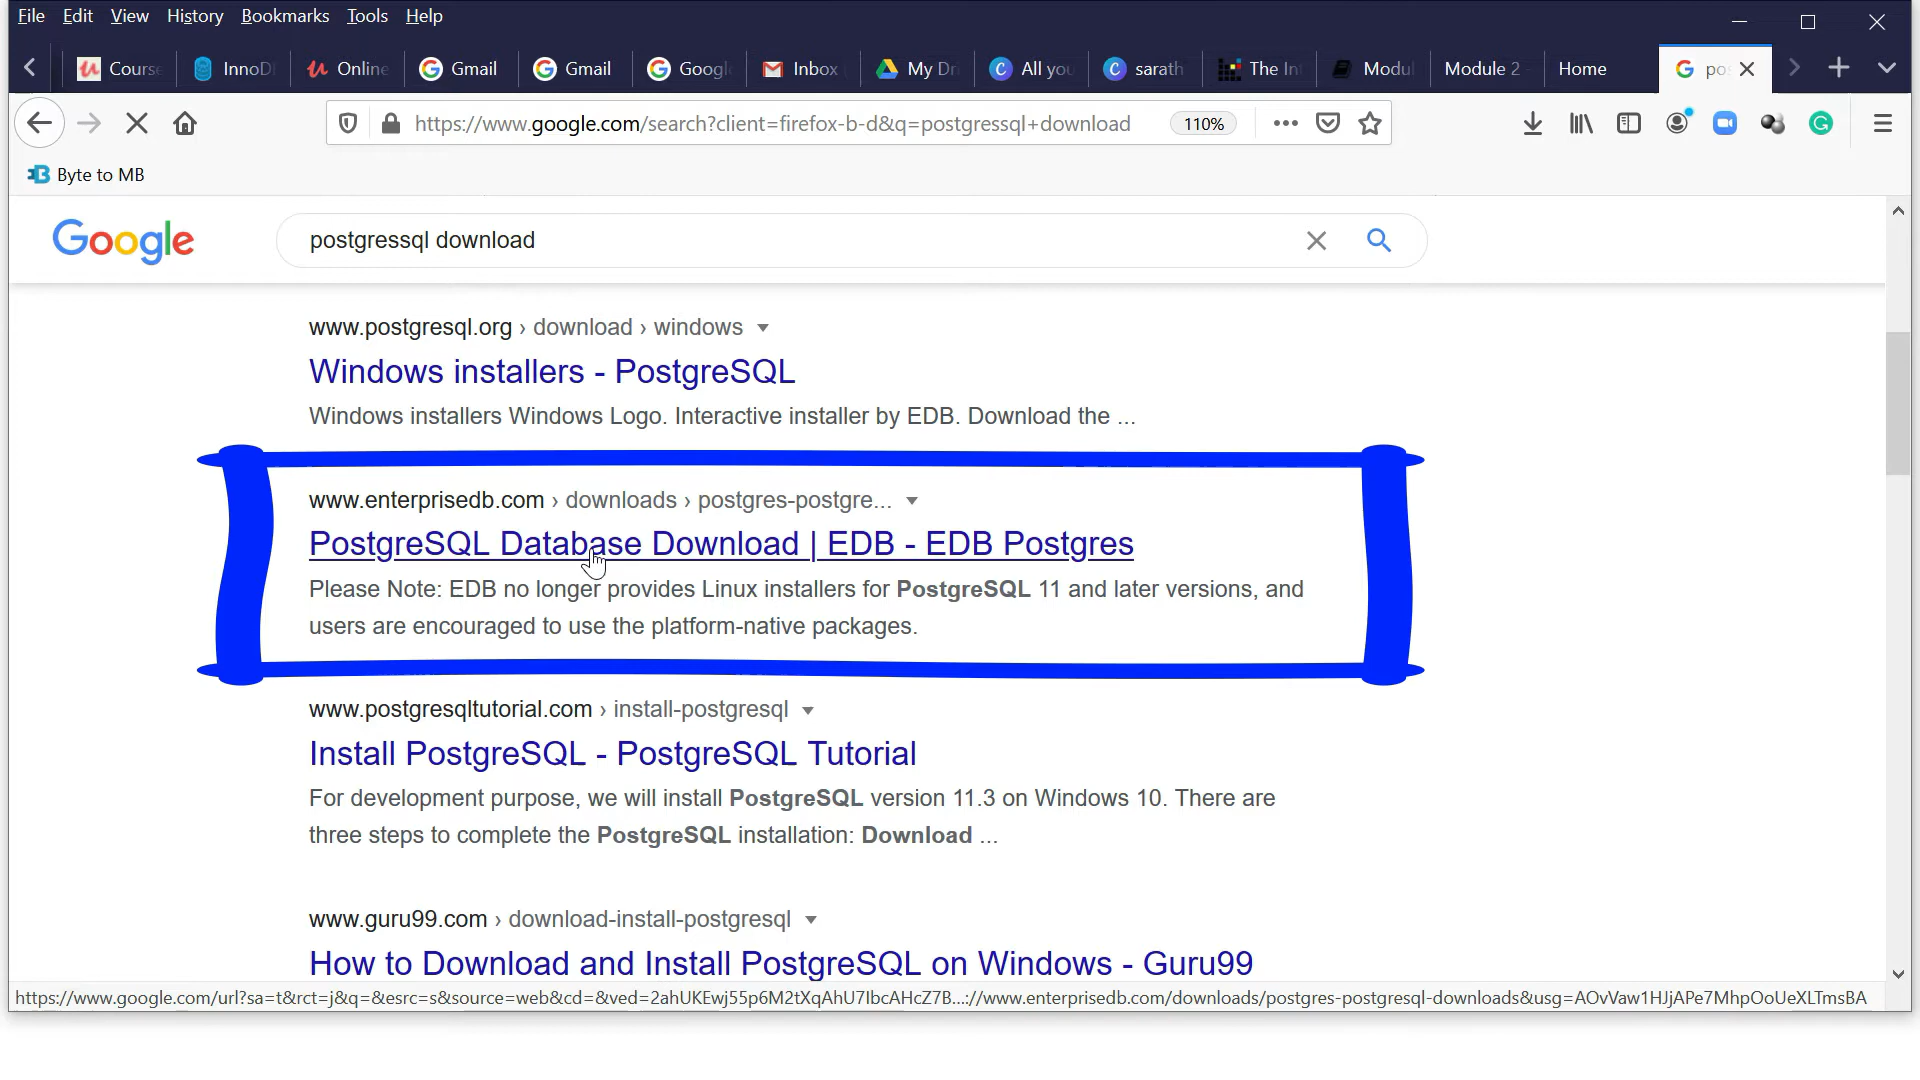 File Edit View History Bookmarks Tools Help
Course InnoD Online Gmail Gmail Googl Inbox My Dr All you sarath The In Modul Module 2 Home po
https://www.google.com/search?client=firefox-b-d&q=postgressql+download 110%
Byte to MB
Google postgressql download
www.postgresql.org › download › windows
Windows installers - PostgreSQL
Windows installers Windows Logo. Interactive installer by EDB. Download the ...
www.enterprisedb.com › downloads › postgres-postgre...
PostgreSQL Database Download | EDB - EDB Postgres
Please Note: EDB no longer provides Linux installers for PostgreSQL 11 and later versions, and
users are encouraged to use the platform-native packages.
www.postgresqltutorial.com › install-postgresql
Install PostgreSQL - PostgreSQL Tutorial
For development purpose, we will install PostgreSQL version 11.3 on Windows 10. There are
three steps to complete the PostgreSQL installation: Download ...
www.guru99.com › download-install-postgresql
How to Download and Install PostgreSQL on Windows - Guru99
https://www.google.com/url?sa=t&rct=j&q=&esrc=s&source=web&cd=&ved=2ahUKEwj55p6M2tXqAhU7IbcAHcZ7B...://www.enterprisedb.com/downloads/postgres-postgresql-downloads&usg=AOvVaw1HJjAPe7MhpOoUeXLTmsBA